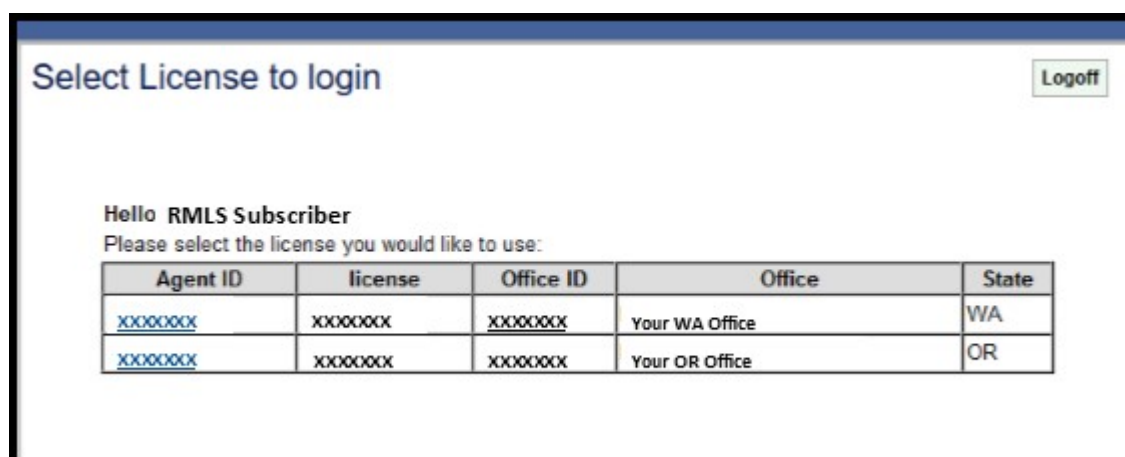 Select License to login
Logoff
Hello RMLS Subscriber
Please select the license you would like to use:
Agent ID license Office ID Office State
XXXXXXX XXXXXXX XXXXXXX Your WA Office WA
XXXXXXX XXXXXXX XXXXXXX Your OR Office OR